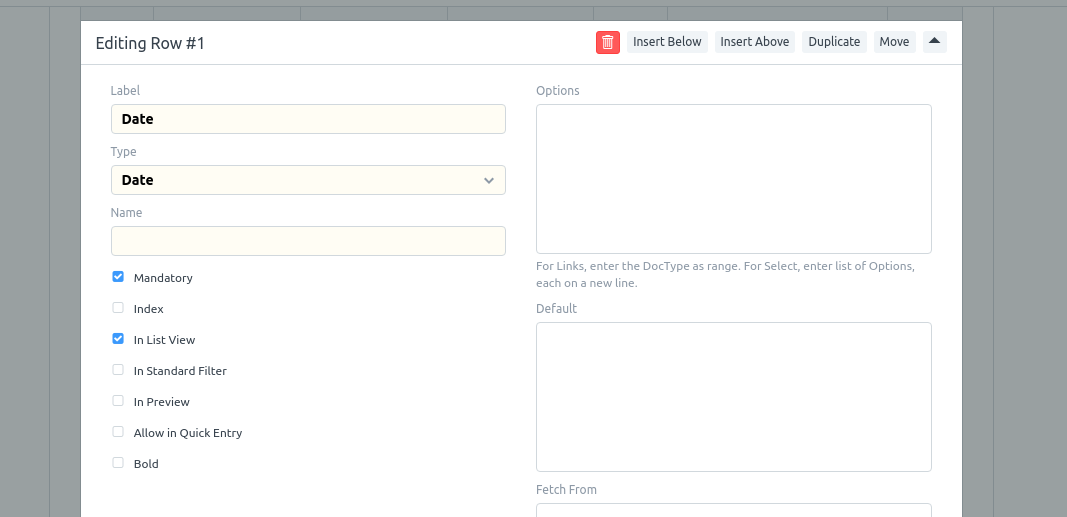 Editing Row #1
Insert Below
Insert Above
Duplicate
Move
Label
Date
Type
Date
Name
Mandatory
Index
In List View
In Standard Filter
In Preview
Allow in Quick Entry
Bold
Options
For Links, enter the DocType as range. For Select, enter list of Options,
each on a new line.
Default
Fetch From